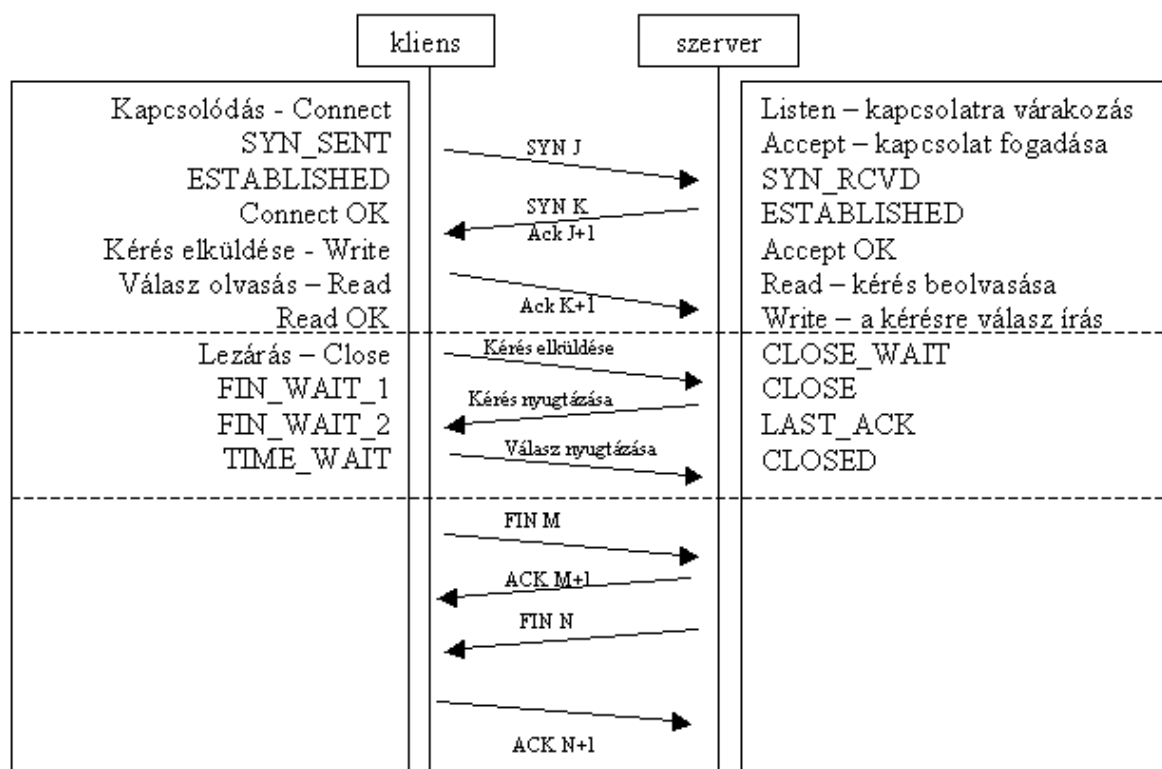 kliens
szerver
Kapcsolódás - Connect
SYN_SENT
ESTABLISHED
Connect OK
Kérés elküldése - Write
Válasz olvasás – Read
Read OK
Lezárás – Close
FIN_WAIT_1
FIN_WAIT_2
TIME_WAIT
SYN J
SYN K
Ack J+1
Ack K+1
Kérés elküldése
Kérés nyugtázása
Válasz nyugtázása
FIN M
ACK M+1
FIN N
ACK N+1
Listen – kapcsolatra várakozás
Accept – kapcsolat fogadása
SYN_RCVD
ESTABLISHED
Accept OK
Read – kérés beolvasása
Write – a kérésre válasz írás
CLOSE_WAIT
CLOSE
LAST_ACK
CLOSED